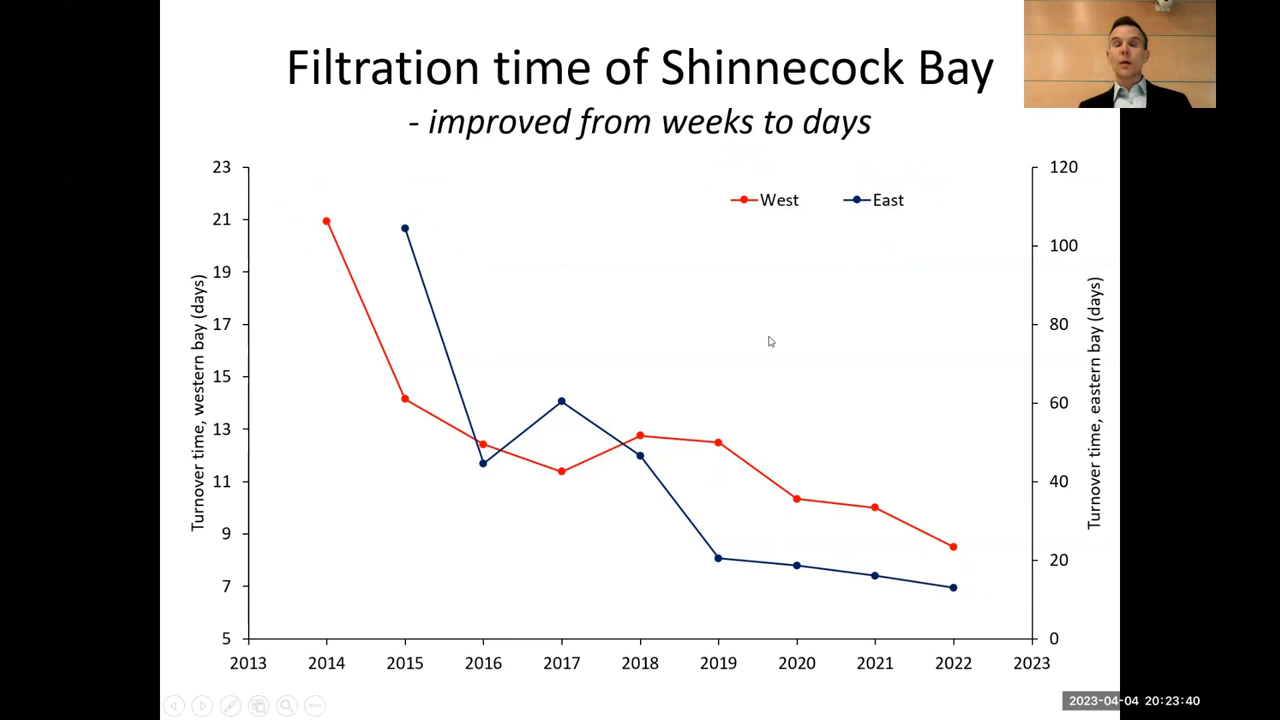 Filtration time of Shinnecock Bay
- improved from weeks to days
West
East
Turnover time, western bay (days)
23
21
19
17
15
13
11
9
7
5
Turnover time, eastern bay (days)
120
100
80
60
40
20
0
2013 2014 2015 2016 2017 2018 2019 2020 2021 2022 2023
2023-04-04 20:23:40